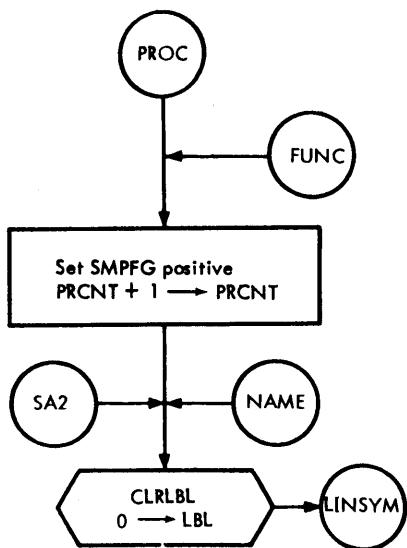 PROC
FUNC
Set SMPFG positive
PRCNT + 1 → PRCNT
SA2
NAME
CLRLBL
0 → LBL
LINSYM